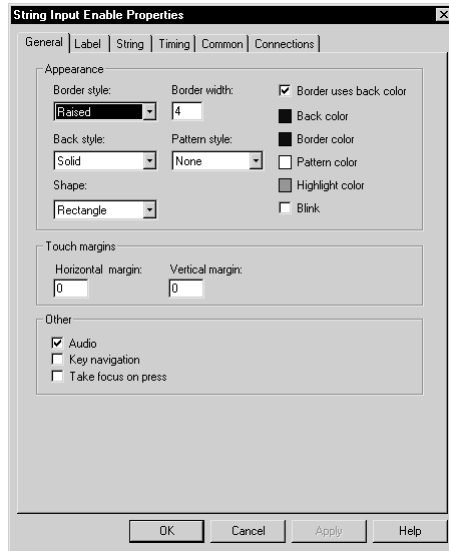 String Input Enable Properties
General Label String Timing Common Connections
Appearance
Border style: Border width: Border uses back color
Raised 4 Back color
Border color
Back style: Pattern style:
Solid None Pattern color
Highlight color
Shape:
Rectangle Blink
Touch margins
Horizontal margin: Vertical margin:
0 0
Other
Audio
Key navigation
Take focus on press
OK Cancel Apply Help